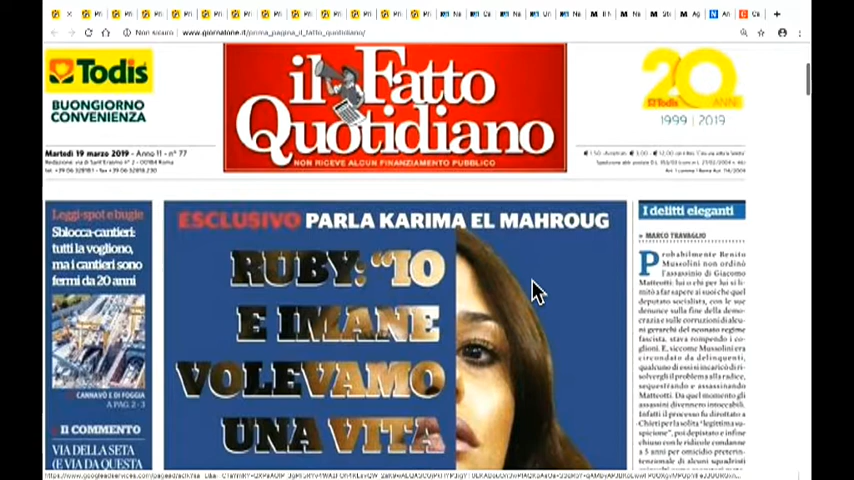 Non sicuro | www.giornalone.it/prima_pagina_il_fatto_quotidiano/
Todis
BUONGIORNO
CONVENIENZA
il Fatto
Quotidiano
NON RICEVE ALCUN FINANZIAMENTO PUBBLICO
20
Todis ANNI
1999 | 2019
Martedì 19 marzo 2019 - Anno 11 - n° 77
Leggi-spot e bugie
Sblocca-cantieri:
tutti la vogliono,
ma i cantieri sono
fermi da 20 anni
CANNAVÒ E DI FOGGIA
A PAG. 2 - 3
Il COMMENTO
VIA DELLA SETA
(E VIA DA QUESTA
ESCLUSIVO PARLA KARIMA EL MAHROUG
RUBY: “IO
E IMANE
VOLEVAMO
UNA VITA
I delitti eleganti
» MARCO TRAVAGLIO
Probabilmente Benito
Mussolini non ordinò
l'assassinio di Giacomo
Matteotti: lui o chi per lui si li-
mitò a far sapere ai suoi che quel
deputato socialista, con le sue
denunce sulla fine della demo-
crazia e sulle corruzioni di alcu-
ni gerarchi del neonato regime
fascista, stava rompendo i co-
glioni. E, siccome Mussolini era
circondato da delinquenti,
qualcuno di essi si incaricò di ri-
solvergli il problema alla radice,
sequestrando e assassinando
Matteotti. Da quel momento gli
assassini divennero intoccabili.
Infatti il processo fu dirottato a
Chieti per la solita "legittima su-
spicione", poi depistato e infine
chiuso con le ridicole condanne
a 5 anni per omicidio preterin-
tenzionale di alcuni squadristi